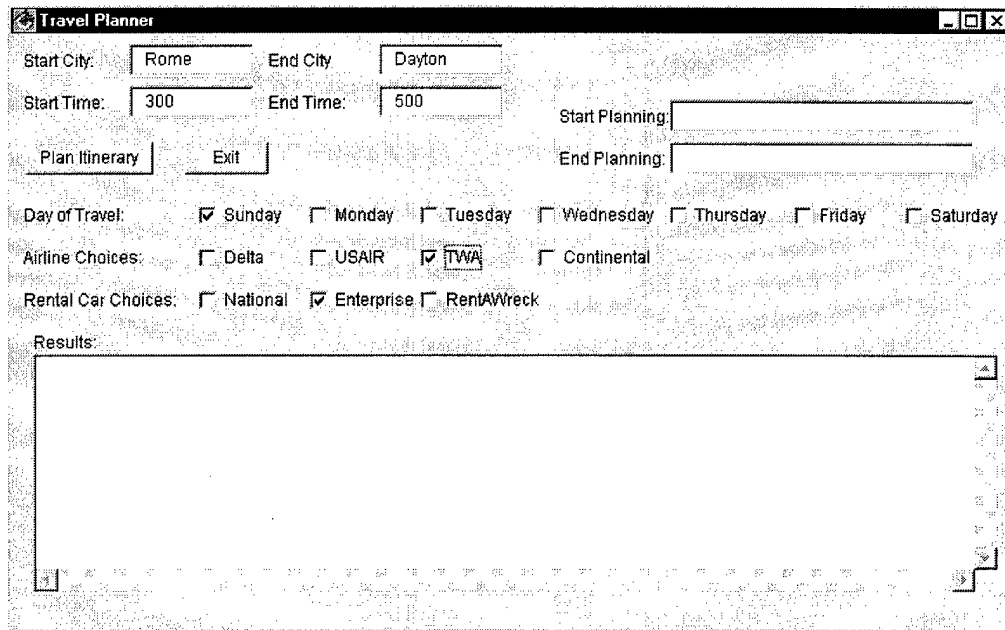 Travel Planner
Start City: Rome End City Dayton
Start Time: 300 End Time: 500
Start Planning:
Plan Itinerary Exit End Planning:
Day of Travel: Sunday Monday Tuesday Wednesday Thursday Friday Saturday
Airline Choices: Delta USAIR TWA Continental
Rental Car Choices: National Enterprise RentAWreck
Results: